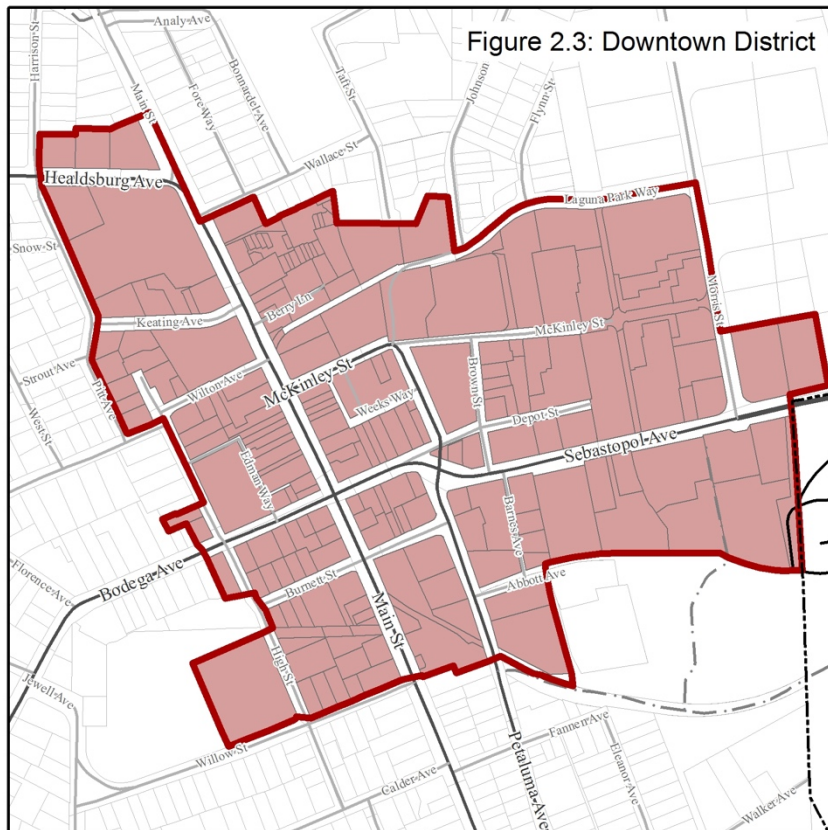 Figure 2.3: Downtown District
Analy Ave
Harrison St
Main St
Fore Way
Bonnardel Ave
Taft St
Johnson
Flynn St
Wallace St
Healdsburg Ave
Laguna Park Way
Snow St
Morris St
Berry Ln
Keating Ave
McKinley St
Strout Ave
Pitt Ave
Wilton Ave
McKinley St
Brown St
West St
Weeks Way
Depot St
Edman Way
Sebastopol Ave
Barnes Ave
Florence Ave
Bodega Ave
Burnett St
Abbott Ave
Main St
High St
Jewell Ave
Willow St
Fannen Ave
Petaluma Ave
Eleanor Ave
Calder Ave
Walker Ave